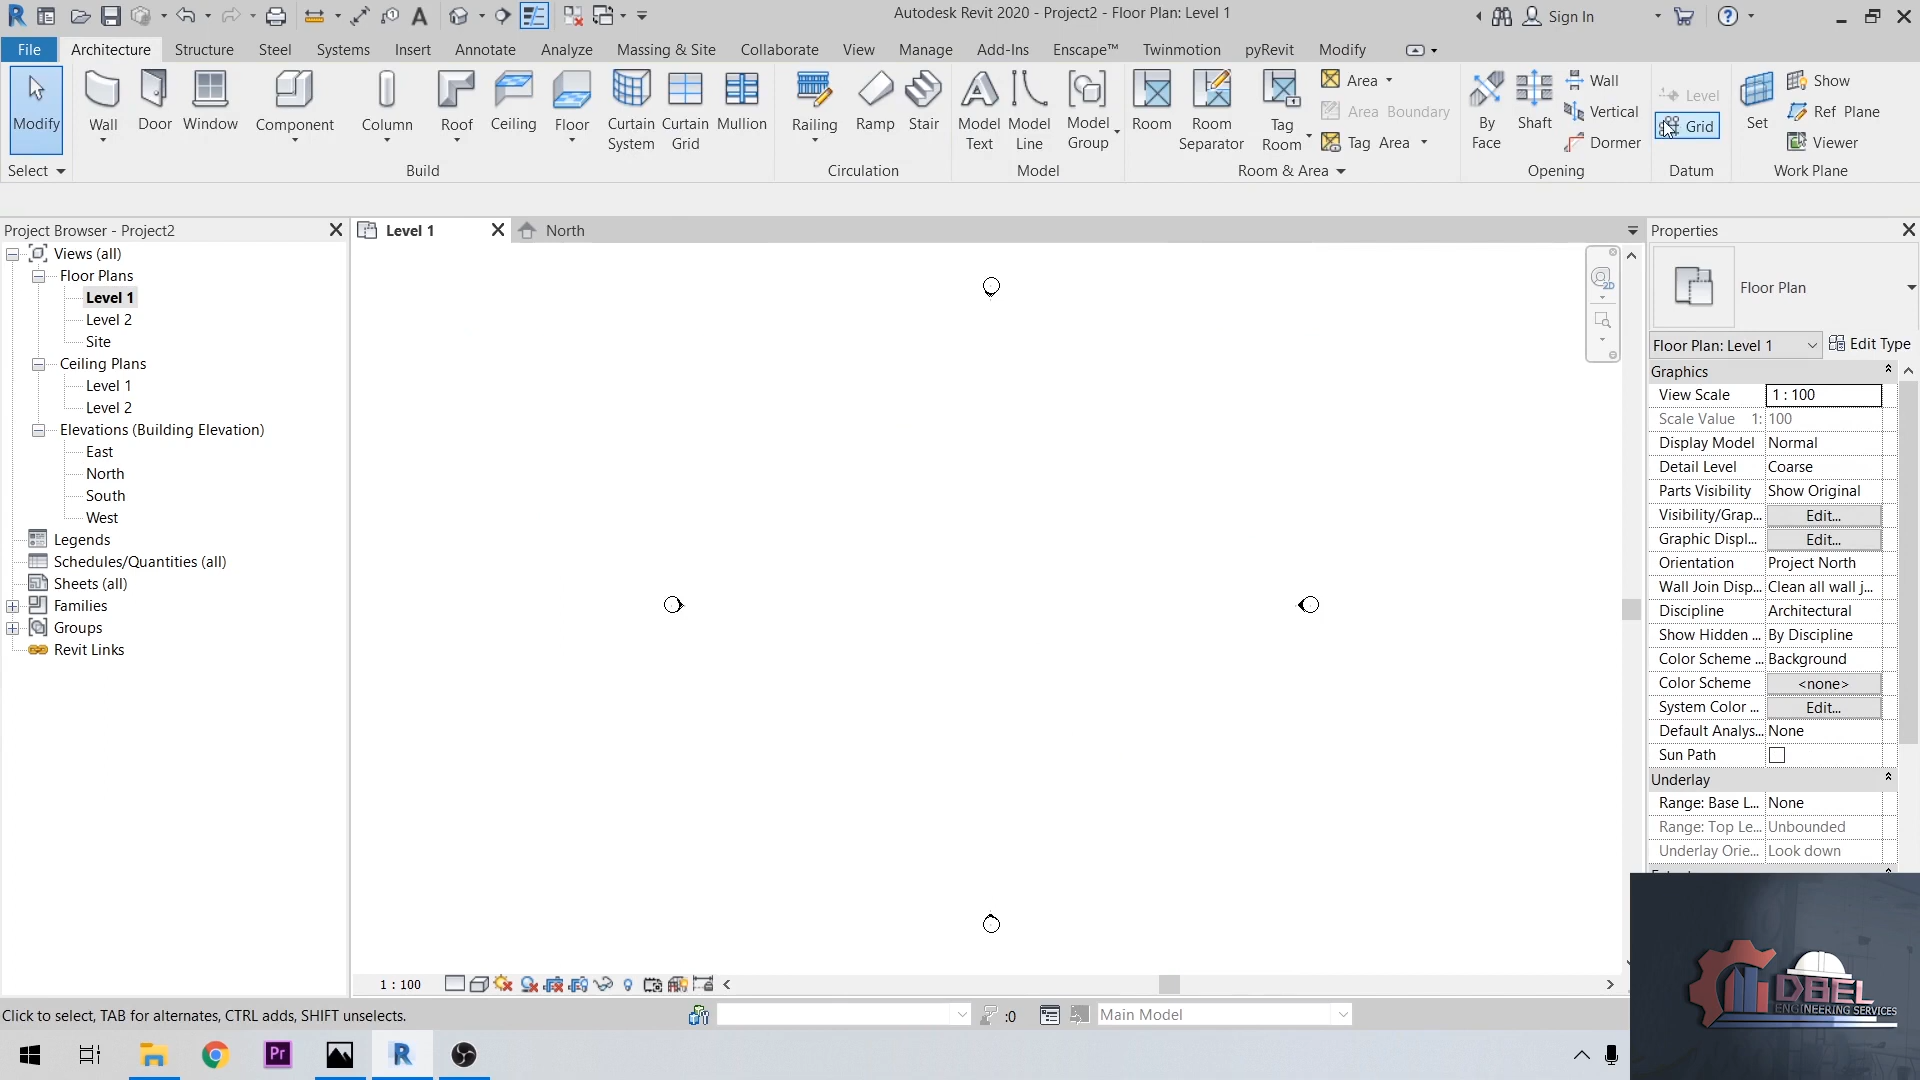 Autodesk Revit 2020 - Project2 - Floor Plan: Level 1
Sign In
File Architecture Structure Steel Systems Insert Annotate Analyze Massing & Site Collaborate View Manage Add-Ins Enscape™ Twinmotion pyRevit Modify
Modify
Wall Door Window Component Column Roof Ceiling Floor Curtain System Curtain Grid Mullion
Railing Ramp Stair
Model Text Model Line Model Group
Room Room Separator Tag Room
Area
Area Boundary
Tag Area
By Face Shaft
Wall
Vertical
Dormer
Level
Grid
Set
Show
Ref Plane
Viewer
Select Build Circulation Model Room & Area Opening Datum Work Plane
Project Browser - Project2
Views (all)
Floor Plans
Level 1
Level 2
Site
Ceiling Plans
Level 1
Level 2
Elevations (Building Elevation)
East
North
South
West
Legends
Schedules/Quantities (all)
Sheets (all)
Families
Groups
Revit Links
Level 1 North
2D
Properties
Floor Plan
Floor Plan: Level 1 Edit Type
Graphics
View Scale 1 : 100
Scale Value 1: 100
Display Model Normal
Detail Level Coarse
Parts Visibility Show Original
Visibility/Grap... Edit...
Graphic Displ... Edit...
Orientation Project North
Wall Join Disp... Clean all wall j...
Discipline Architectural
Show Hidden ... By Discipline
Color Scheme ... Background
Color Scheme <none>
System Color ... Edit...
Default Analys... None
Sun Path
Underlay
Range: Base L... None
Range: Top Le... Unbounded
Underlay Orie... Look down
1 : 100
Click to select, TAB for alternates, CTRL adds, SHIFT unselects.
:0
Main Model
Pr
R
DBEL
ENGINEERING SERVICES